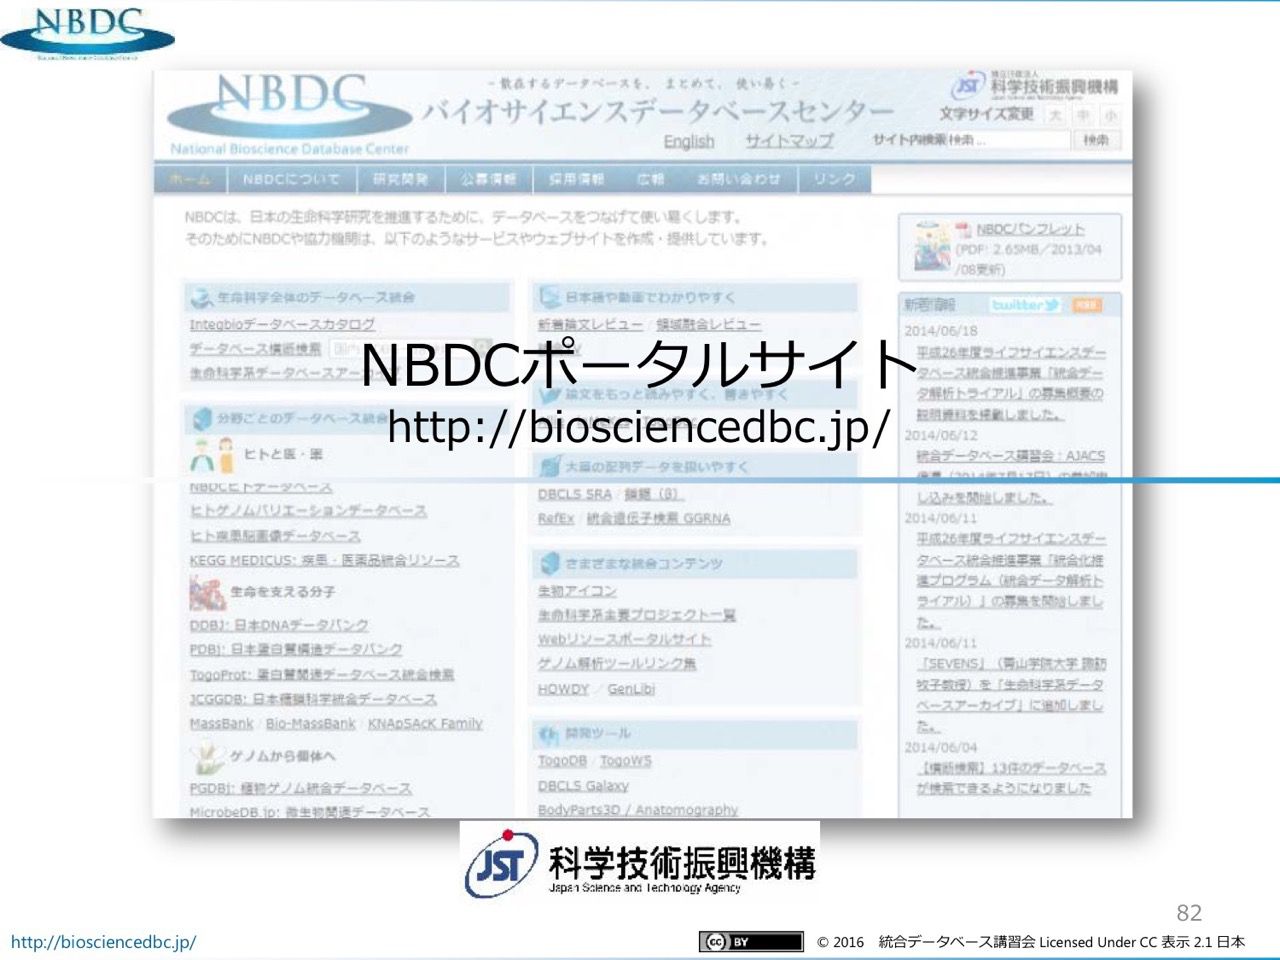 NBDC
NBDC
National Bioscience Database Center
- 散在するデータベースを、まとめて、使い易く -
バイオサイエンスデータベースセンター
JST 独立行政法人
科学技術振興機構
文字サイズ変更 大 中 小
English サイトマップ サイト内検索 検索... 検索
ホーム NBDCについて 研究開発 公募情報 採用情報 広報 お問い合わせ リンク
NBDCは、日本の生命科学研究を推進するために、データベースをつなげて使い易くします。
そのためにNBDCや協力機関は、以下のようなサービスやウェブサイトを作成・提供しています。
生命科学全体のデータベース統合
Integbioデータベースカタログ
データベース横断検索
生命科学系データベースアー
分野ごとのデータベース統合
ヒトと医・薬
NBDCヒトデータベース
ヒトゲノムバリエーションデータベース
ヒト疾患脳画像データベース
KEGG MEDICUS: 疾患・医薬品統合リソース
生命を支える分子
DDBJ: 日本DNAデータバンク
PDBj: 日本蛋白質構造データバンク
TogoProt: 蛋白質関連データベース統合検索
JCGGDB: 日本糖鎖科学統合データベース
MassBank / Bio-MassBank / KNApSAcK Family
ゲノムから個体へ
PGDBj: 植物ゲノム統合データベース
MicrobeDB.jp: 微生物関連データベース
日本語や動画でわかりやすく
新着論文レビュー / 領域融合レビュー
論文をもっと読みやすく、書きやすく
大量の配列データを扱いやすく
DBCLS SRA / 鎖鋸（β）
RefEx / 統合遺伝子検索 GGRNA
さまざまな統合コンテンツ
生物アイコン
生命科学系主要プロジェクト一覧
Webリソースポータルサイト
ゲノム解析ツールリンク集
HOWDY / GenLibi
開発ツール
TogoDB / TogoWS
DBCLS Galaxy
BodyParts3D / Anatomography
NBDCパンフレット
(PDF: 2.65MB／2013/04
/08更新)
新着情報 twitter RSS
2014/06/18
平成26年度ライフサイエンスデー
タベース統合推進事業「統合デー
タ解析トライアル」の募集概要の
説明資料を掲載しました。
2014/06/12
統合データベース講習会：AJACS
し込みを開始しました。
2014/06/11
平成26年度ライフサイエンスデー
タベース統合推進事業「統合化推
進プログラム（統合データ解析ト
ライアル）」の募集を開始しまし
た。
2014/06/11
「SEVENS」（青山学院大学 諏訪
牧子教授）を「生命科学系データ
ベースアーカイブ」に追加しまし
た。
2014/06/04
【横断検索】13件のデータベース
が検索できるようになりました
NBDCポータルサイト
http://biosciencedbc.jp/
JST 科学技術振興機構
Japan Science and Technology Agency
82
http://biosciencedbc.jp/
cc BY © 2016 統合データベース講習会 Licensed Under CC 表示 2.1 日本